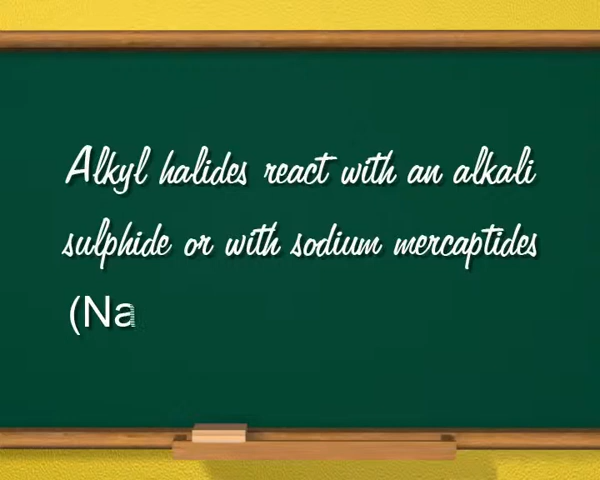 Alkyl halides react with an alkali
sulphide or with sodium mercaptides
(Na